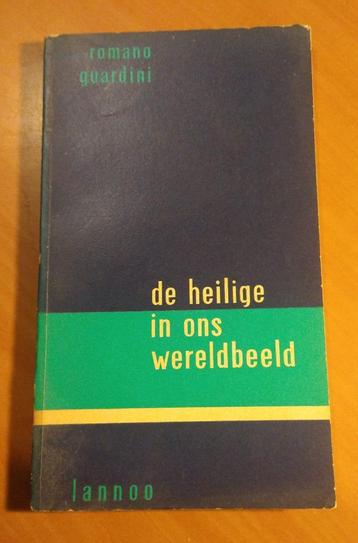 romano
guardini
de heilige
in ons
wereldbeeld
lannoo